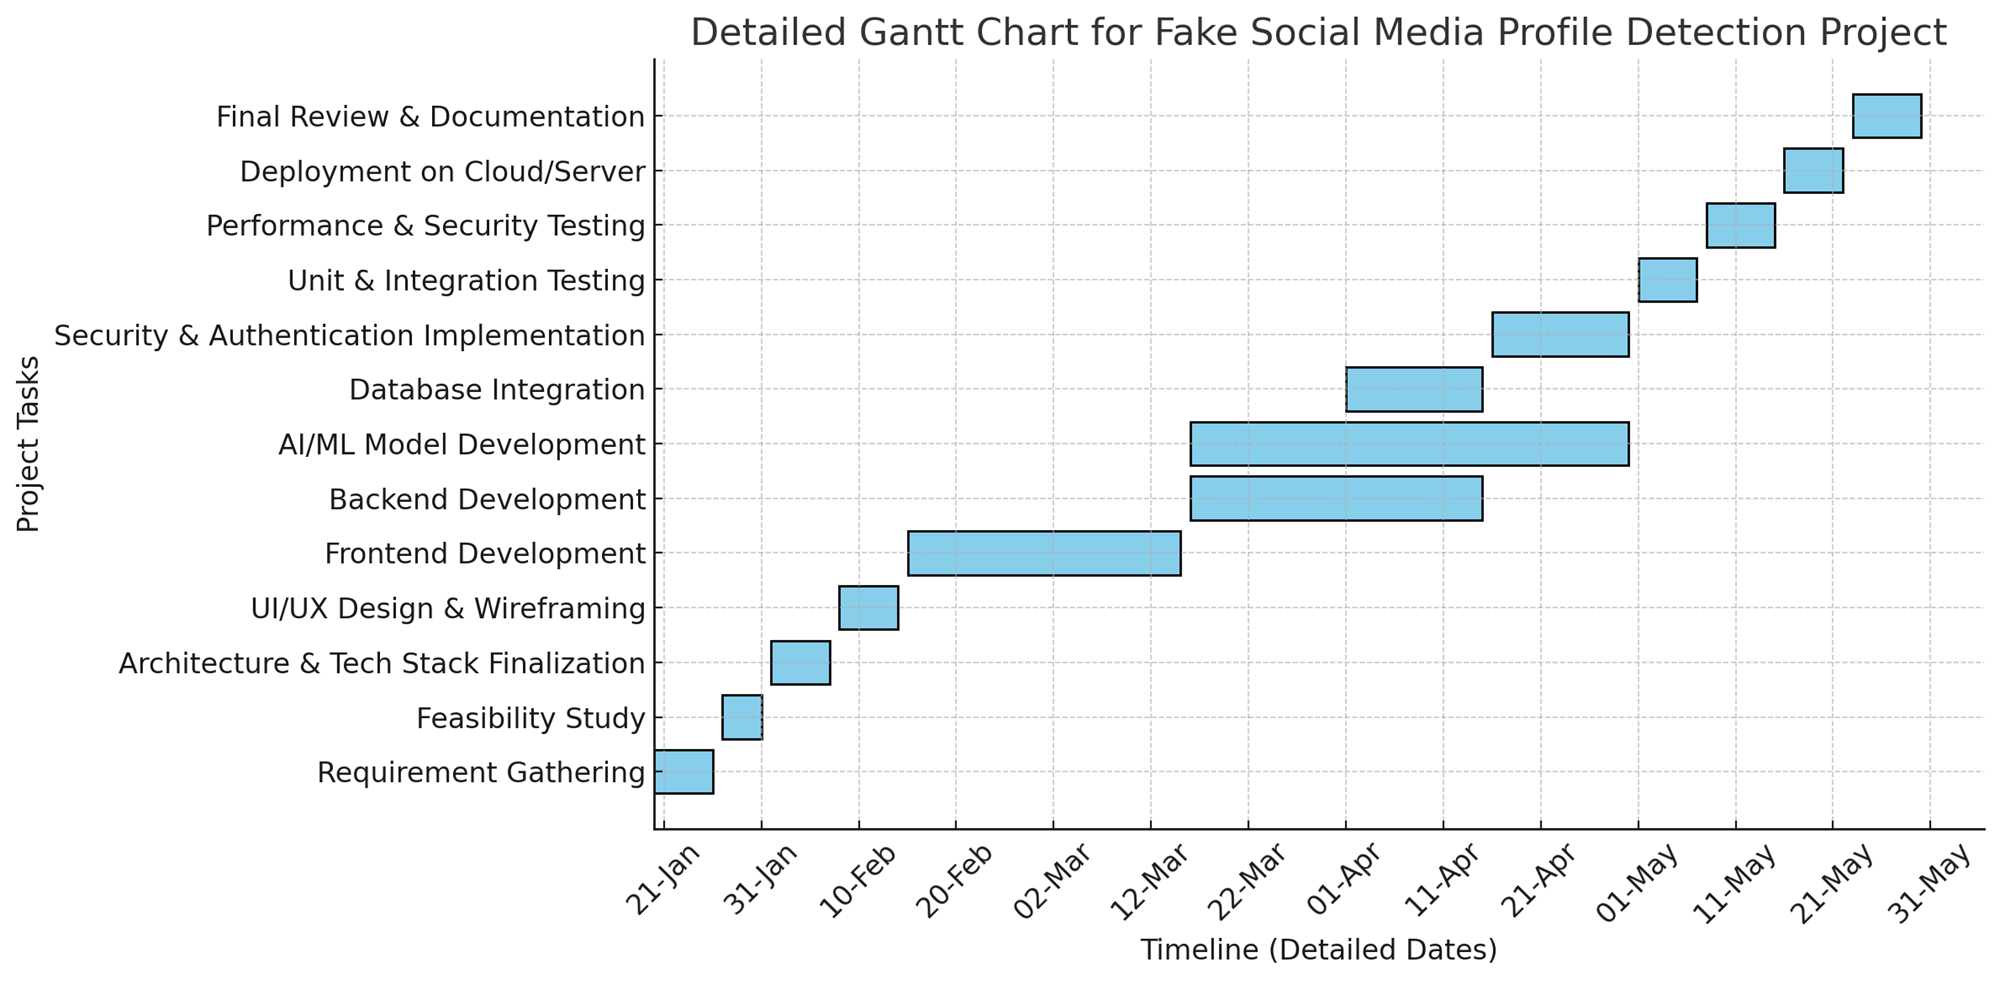 Detailed Gantt Chart for Fake Social Media Profile Detection Project
Project Tasks
Final Review & Documentation
Deployment on Cloud/Server
Performance & Security Testing
Unit & Integration Testing
Security & Authentication Implementation
Database Integration
AI/ML Model Development
Backend Development
Frontend Development
UI/UX Design & Wireframing
Architecture & Tech Stack Finalization
Feasibility Study
Requirement Gathering
21-Jan
31-Jan
10-Feb
20-Feb
02-Mar
12-Mar
22-Mar
01-Apr
11-Apr
21-Apr
01-May
11-May
21-May
31-May
Timeline (Detailed Dates)